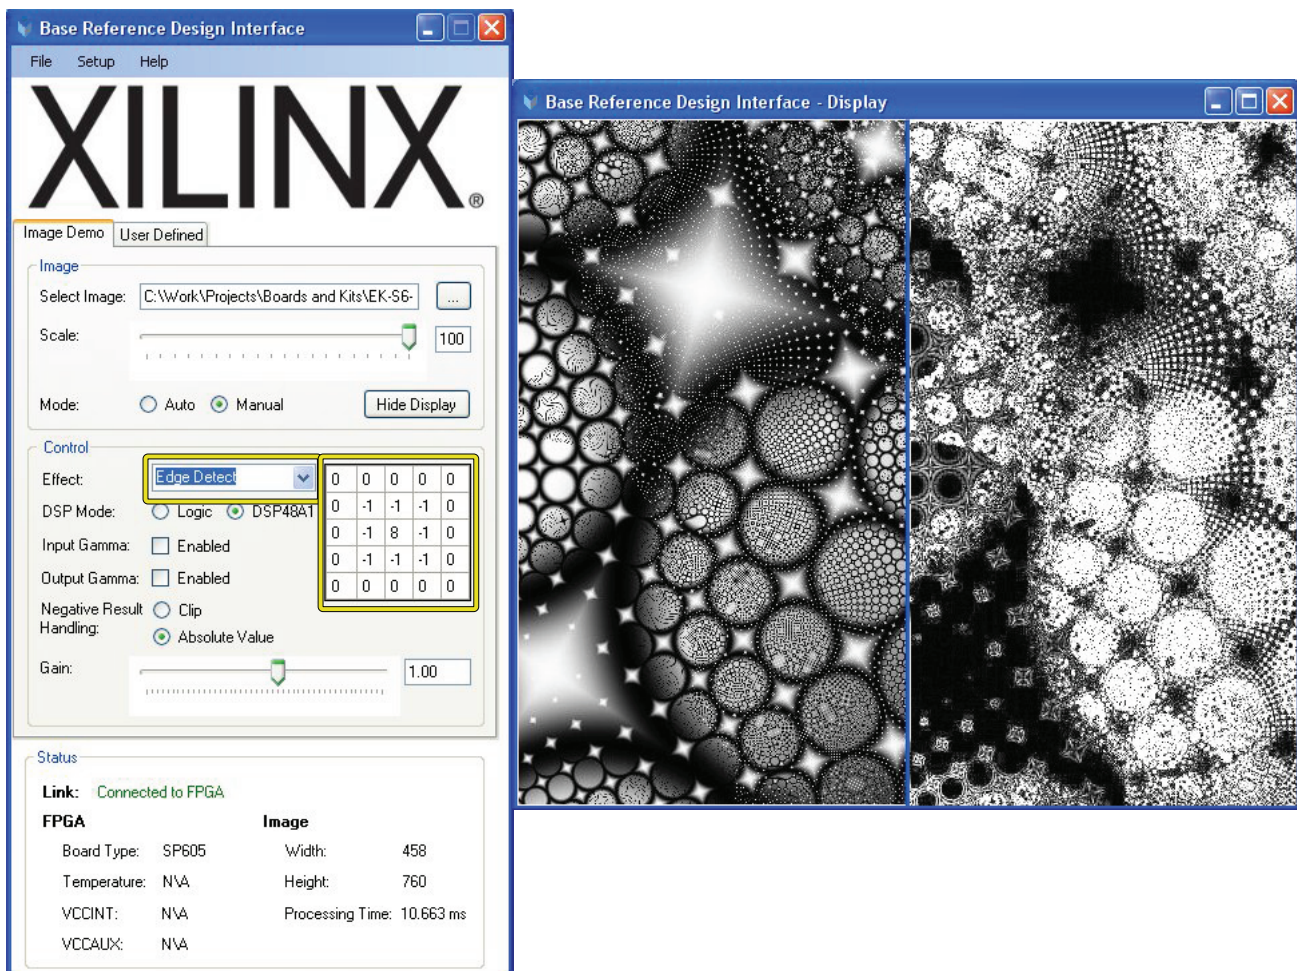 Base Reference Design Interface
File Setup Help
XILINX®
Image Demo User Defined
Image
Select Image: C:\Work\Projects\Boards and Kits\EK-S6- ...
Scale: 100
Mode: Auto Manual Hide Display
Control
Effect: Edge Detect
DSP Mode: Logic DSP48A1
Input Gamma: Enabled
Output Gamma: Enabled
Negative Result Handling: Clip
Absolute Value
0 0 0 0 0
0 -1 -1 -1 0
0 -1 8 -1 0
0 -1 -1 -1 0
0 0 0 0 0
Gain: 1.00
Status
Link: Connected to FPGA
FPGA Image
Board Type: SP605 Width: 458
Temperature: N\A Height: 760
VCCINT: N\A Processing Time: 10.663 ms
VCCAUX: N\A
Base Reference Design Interface - Display